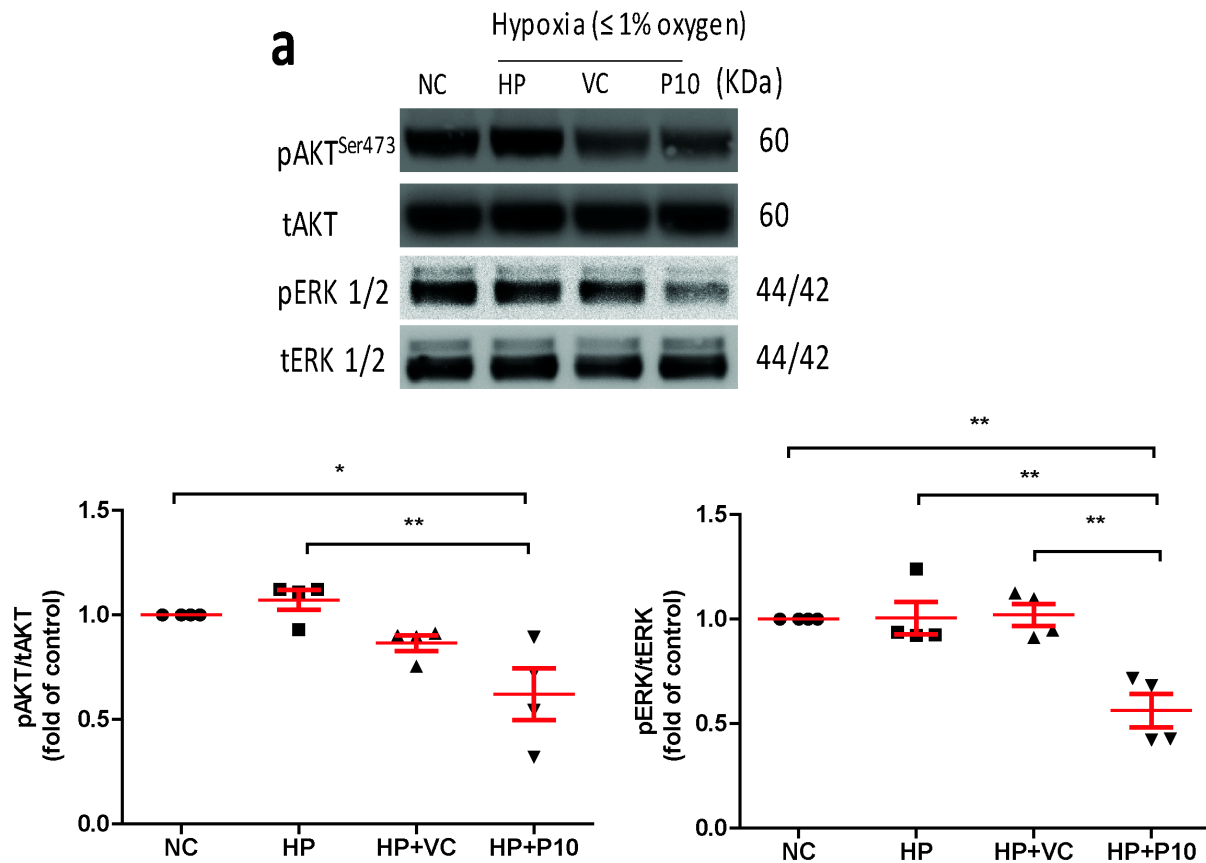 a
Hypoxia (≤ 1% oxygen)
NC HP VC P10 (KDa)
pAKTSer473 60
tAKT 60
pERK 1/2 44/42
tERK 1/2 44/42
*
**
1.5
1.0
0.5
0.0
pAKT/tAKT
(fold of control)
NC HP HP+VC HP+P10
**
**
**
1.5
1.0
0.5
0.0
pERK/tERK
(fold of control)
NC HP HP+VC HP+P10